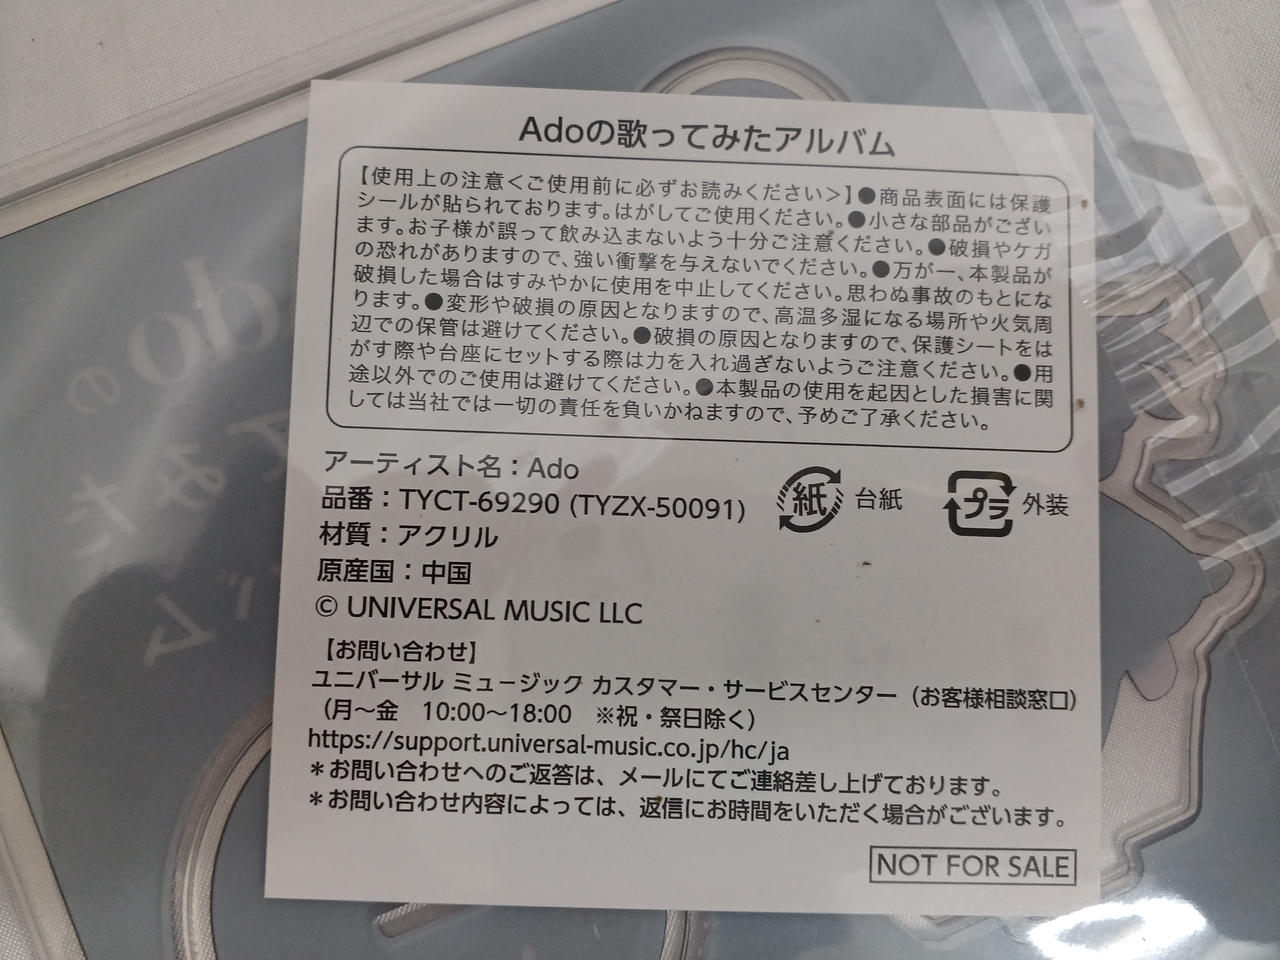 Adoの歌ってみたアルバム
【使用上の注意<ご使用前に必ずお読みください>】●商品表面には保護
シールが貼られております。はがしてご使用ください。●小さな部品がござい
ます。お子様が誤って飲み込まないよう十分ご注意ください。●破損やケガ
の恐れがありますので、強い衝撃を与えないでください。●万が一、本製品が
破損した場合はすみやかに使用を中止してください。思わぬ事故のもとにな
ります。●変形や破損の原因となりますので、高温多湿になる場所や火気周
辺での保管は避けてください。●破損の原因となりますので、保護シートをは
がす際や台座にセットする際は力を入れ過ぎないようご注意ください。●用
途以外でのご使用は避けてください。●本製品の使用を起因とした損害に関
しては当社では一切の責任を負いかねますので、予めご了承ください。
アーティスト名:Ado
品番:TYCT-69290 (TYZX-50091)
紙 台紙
プラ 外装
材質:アクリル
原産国:中国
© UNIVERSAL MUSIC LLC
【お問い合わせ】
ユニバーサル ミュージック カスタマー・サービスセンター (お客様相談窓口)
(月〜金 10:00〜18:00 ※祝・祭日除く)
https://support.universal-music.co.jp/hc/ja
*お問い合わせへのご返答は、メールにてご連絡差し上げております。
*お問い合わせ内容によっては、返信にお時間をいただく場合がございます。
NOT FOR SALE